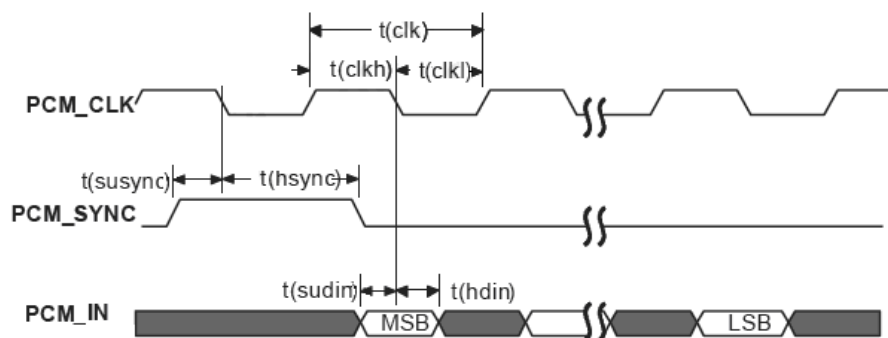 t(clk)
t(clkh) t(clkl)
PCM_CLK
t(susync) t(hsync)
PCM_SYNC
t(sudin) t(hdin)
PCM_IN MSB LSB